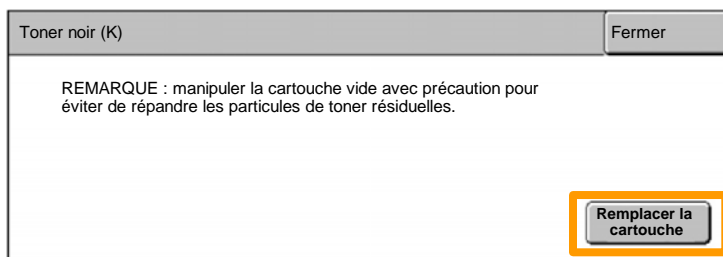 Toner noir (K)
Fermer
REMARQUE : manipuler la cartouche vide avec précaution pour
éviter de répandre les particules de toner résiduelles.
Remplacer la
cartouche